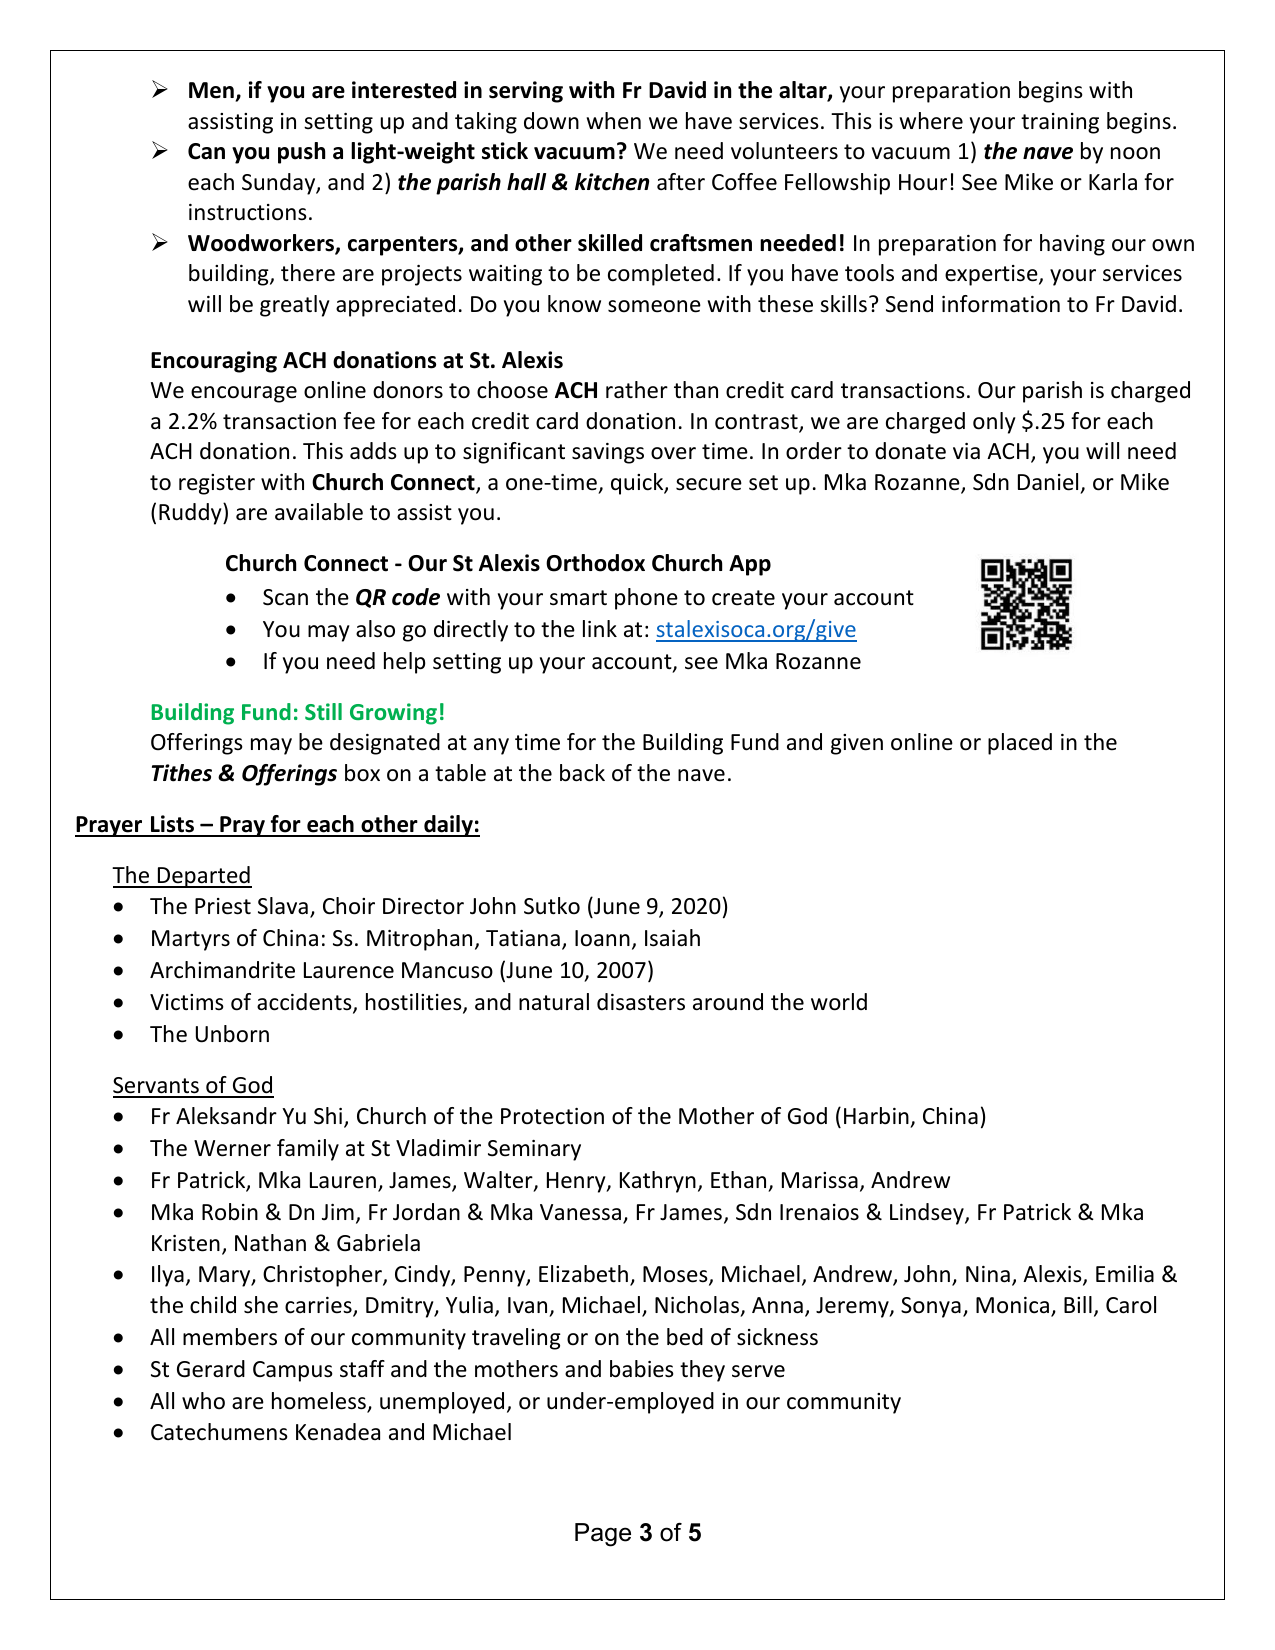 ➢ Men, if you are interested in serving with Fr David in the altar, your preparation begins with
assisting in setting up and taking down when we have services. This is where your training begins.
➢ Can you push a light-weight stick vacuum? We need volunteers to vacuum 1) the nave by noon
each Sunday, and 2) the parish hall & kitchen after Coffee Fellowship Hour! See Mike or Karla for
instructions.
➢ Woodworkers, carpenters, and other skilled craftsmen needed! In preparation for having our own
building, there are projects waiting to be completed. If you have tools and expertise, your services
will be greatly appreciated. Do you know someone with these skills? Send information to Fr David.
Encouraging ACH donations at St. Alexis
We encourage online donors to choose ACH rather than credit card transactions. Our parish is charged
a 2.2% transaction fee for each credit card donation. In contrast, we are charged only $.25 for each
ACH donation. This adds up to significant savings over time. In order to donate via ACH, you will need
to register with Church Connect, a one-time, quick, secure set up. Mka Rozanne, Sdn Daniel, or Mike
(Ruddy) are available to assist you.
Church Connect - Our St Alexis Orthodox Church App
• Scan the QR code with your smart phone to create your account
• You may also go directly to the link at: stalexisoca.org/give
• If you need help setting up your account, see Mka Rozanne
Building Fund: Still Growing!
Offerings may be designated at any time for the Building Fund and given online or placed in the
Tithes & Offerings box on a table at the back of the nave.
Prayer Lists – Pray for each other daily:
The Departed
• The Priest Slava, Choir Director John Sutko (June 9, 2020)
• Martyrs of China: Ss. Mitrophan, Tatiana, Ioann, Isaiah
• Archimandrite Laurence Mancuso (June 10, 2007)
• Victims of accidents, hostilities, and natural disasters around the world
• The Unborn
Servants of God
• Fr Aleksandr Yu Shi, Church of the Protection of the Mother of God (Harbin, China)
• The Werner family at St Vladimir Seminary
• Fr Patrick, Mka Lauren, James, Walter, Henry, Kathryn, Ethan, Marissa, Andrew
• Mka Robin & Dn Jim, Fr Jordan & Mka Vanessa, Fr James, Sdn Irenaios & Lindsey, Fr Patrick & Mka
Kristen, Nathan & Gabriela
• Ilya, Mary, Christopher, Cindy, Penny, Elizabeth, Moses, Michael, Andrew, John, Nina, Alexis, Emilia &
the child she carries, Dmitry, Yulia, Ivan, Michael, Nicholas, Anna, Jeremy, Sonya, Monica, Bill, Carol
• All members of our community traveling or on the bed of sickness
• St Gerard Campus staff and the mothers and babies they serve
• All who are homeless, unemployed, or under-employed in our community
• Catechumens Kenadea and Michael
Page 3 of 5